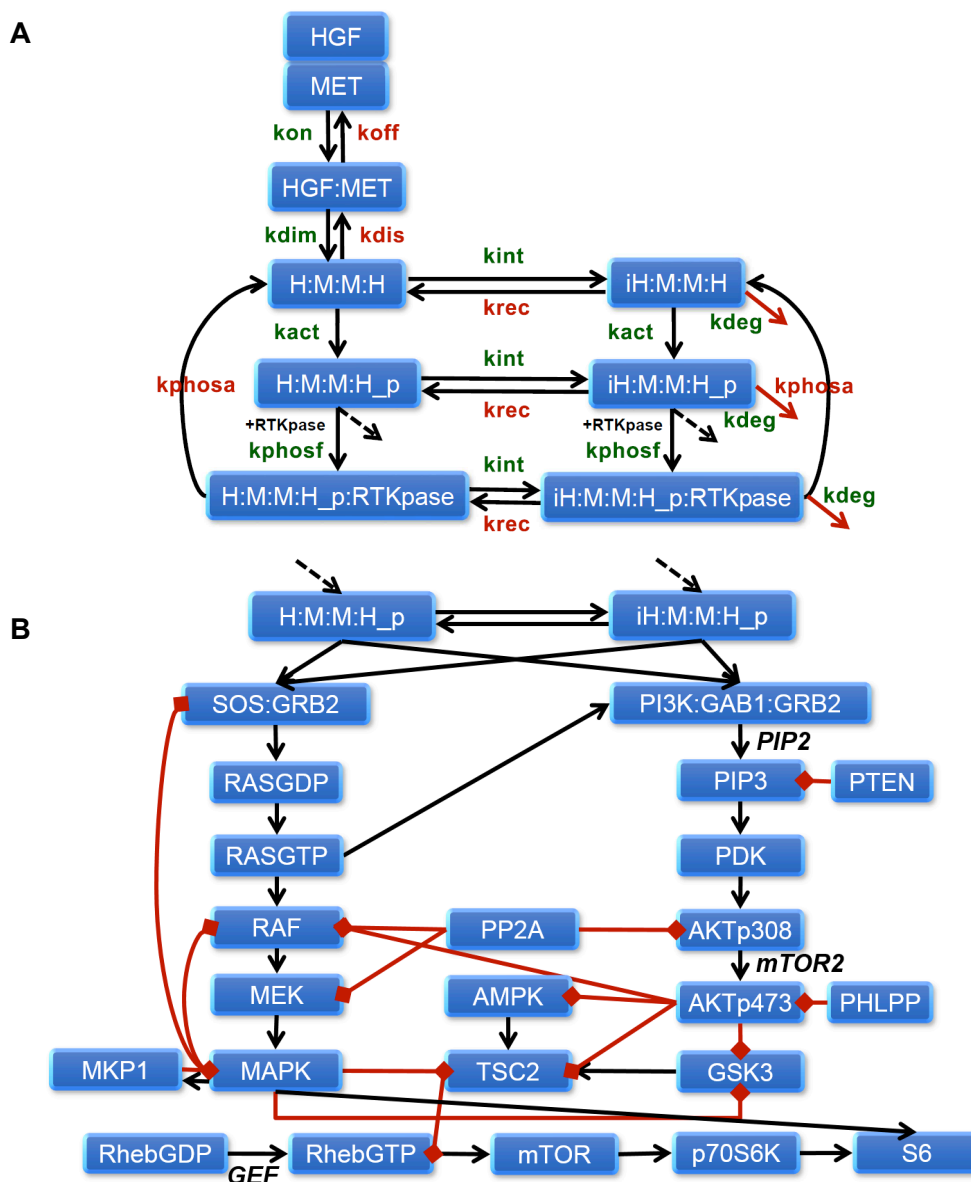 A
HGF
MET
kon koff
HGF:MET
kdim kdis
kint
H:M:M:H iH:M:M:H
krec
kdeg
kact kact
kint
kphosa H:M:M:H_p iH:M:M:H_p kphosa
krec
kdeg
+RTKpase +RTKpase
kphosf kphosf
kint
H:M:M:H_p:RTKpase iH:M:M:H_p:RTKpase kdeg
krec
B
H:M:M:H_p iH:M:M:H_p
SOS:GRB2 PI3K:GAB1:GRB2
PIP2
RASGDP PIP3 PTEN
RASGTP PDK
RAF PP2A AKTp308
mTOR2
MEK AMPK AKTp473 PHLPP
MKP1 MAPK TSC2 GSK3
RhebGDP RhebGTP mTOR p70S6K S6
GEF